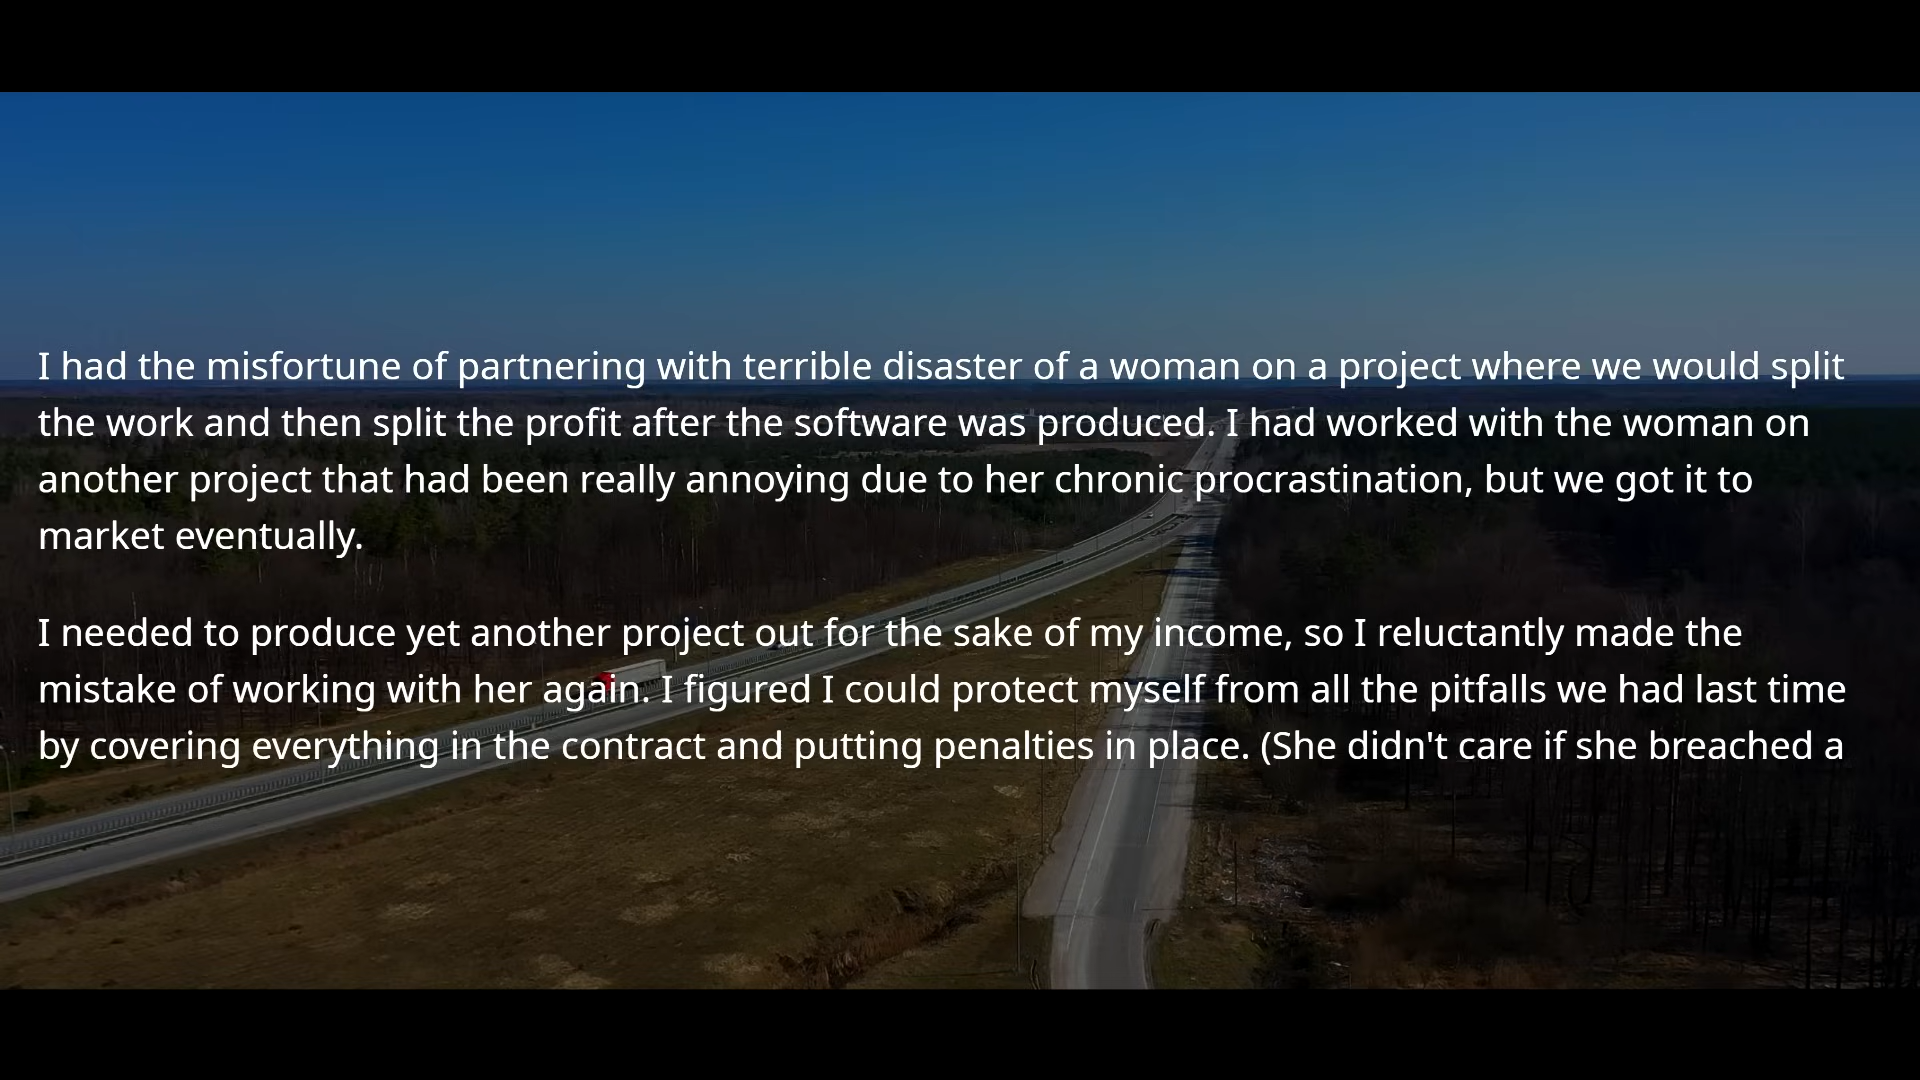 I had the misfortune of partnering with terrible disaster of a woman on a project where we would split
the work and then split the profit after the software was produced. I had worked with the woman on
another project that had been really annoying due to her chronic procrastination, but we got it to
market eventually.
I needed to produce yet another project out for the sake of my income, so I reluctantly made the
mistake of working with her again. I figured I could protect myself from all the pitfalls we had last time
by covering everything in the contract and putting penalties in place. (She didn't care if she breached a